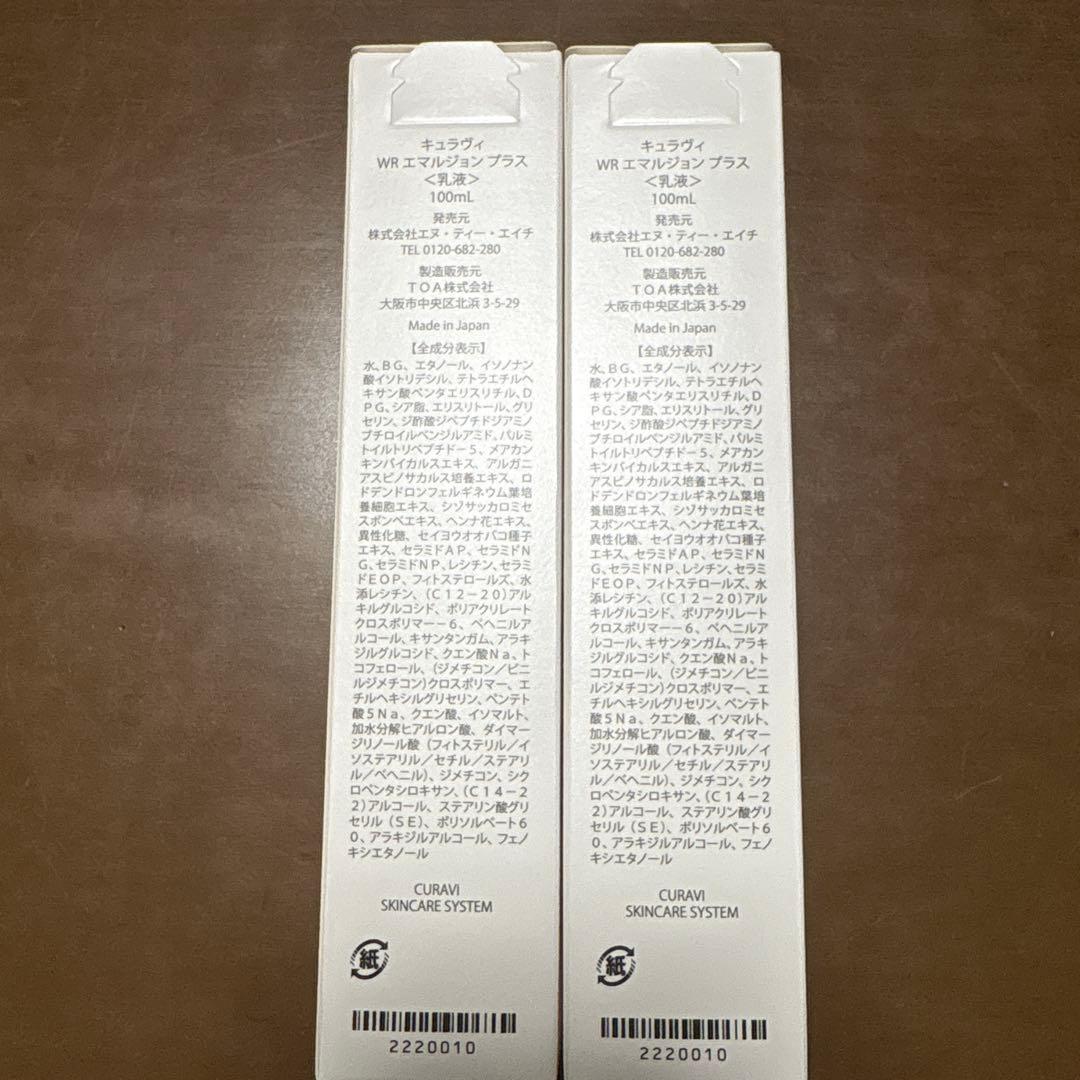 キュラヴィ
WR エマルジョン プラス
＜乳液＞
100mL
発売元
株式会社エヌ・ティー・エイチ
TEL 0120-682-280
製造販売元
ＴＯＡ株式会社
大阪市中央区北浜 3-5-29
Made in Japan
【全成分表示】
水、ＢＧ、エタノール、イソノナン
酸イソトリデシル、テトラエチルヘ
キサン酸ペンタエリスリチル、Ｄ
ＰＧ、シア脂、エリスリトール、グリ
セリン、ジ酢酸ジペプチドジアミノ
ブチロイルベンジルアミド、パルミ
トイルトリペプチド－５、メアカン
キンバイカルスエキス、アルガニ
アスピノサカルス培養エキス、ロ
ドデンドロンフェルギネウム葉培
養細胞エキス、シゾサッカロミセ
スポンベエキス、ヘンナ花エキス、
異性化糖、セイヨウオオバコ種子
エキス、セラミドＡＰ、セラミドＮ
Ｇ、セラミドＮＰ、レシチン、セラミ
ドＥＯＰ、フィトステロールズ、水
添レシチン、（Ｃ１２－２０）アル
キルグルコシド、ポリアクリレート
クロスポリマー－６、ベヘニルア
ルコール、キサンタンガム、アラキ
ジルグルコシド、クエン酸Ｎａ、ト
コフェロール、（ジメチコン／ビニ
ルジメチコン）クロスポリマー、エ
チルヘキシルグリセリン、ペンテト
酸５Ｎａ、クエン酸、イソマルト、
加水分解ヒアルロン酸、ダイマー
ジリノール酸（フィトステリル／イ
ソステアリル／セチル／ステアリ
ル／ベヘニル）、ジメチコン、シク
ロペンタシロキサン、（Ｃ１４－２
２）アルコール、ステアリン酸グリ
セリル（ＳＥ）、ポリソルベート６
０、アラキジルアルコール、フェノ
キシエタノール
CURAVI
SKINCARE SYSTEM
紙
2220010
キュラヴィ
WR エマルジョン プラス
＜乳液＞
100mL
発売元
株式会社エヌ・ティー・エイチ
TEL 0120-682-280
製造販売元
ＴＯＡ株式会社
大阪市中央区北浜 3-5-29
Made in Japan
【全成分表示】
水、ＢＧ、エタノール、イソノナン
酸イソトリデシル、テトラエチルヘ
キサン酸ペンタエリスリチル、Ｄ
ＰＧ、シア脂、エリスリトール、グリ
セリン、ジ酢酸ジペプチドジアミノ
ブチロイルベンジルアミド、パルミ
トイルトリペプチド－５、メアカン
キンバイカルスエキス、アルガニ
アスピノサカルス培養エキス、ロ
ドデンドロンフェルギネウム葉培
養細胞エキス、シゾサッカロミセ
スポンベエキス、ヘンナ花エキス、
異性化糖、セイヨウオオバコ種子
エキス、セラミドＡＰ、セラミドＮ
Ｇ、セラミドＮＰ、レシチン、セラミ
ドＥＯＰ、フィトステロールズ、水
添レシチン、（Ｃ１２－２０）アル
キルグルコシド、ポリアクリレート
クロスポリマー－６、ベヘニルア
ルコール、キサンタンガム、アラキ
ジルグルコシド、クエン酸Ｎａ、ト
コフェロール、（ジメチコン／ビニ
ルジメチコン）クロスポリマー、エ
チルヘキシルグリセリン、ペンテト
酸５Ｎａ、クエン酸、イソマルト、
加水分解ヒアルロン酸、ダイマー
ジリノール酸（フィトステリル／イ
ソステアリル／セチル／ステアリ
ル／ベヘニル）、ジメチコン、シク
ロペンタシロキサン、（Ｃ１４－２
２）アルコール、ステアリン酸グリ
セリル（ＳＥ）、ポリソルベート６
０、アラキジルアルコール、フェノ
キシエタノール
CURAVI
SKINCARE SYSTEM
紙
2220010